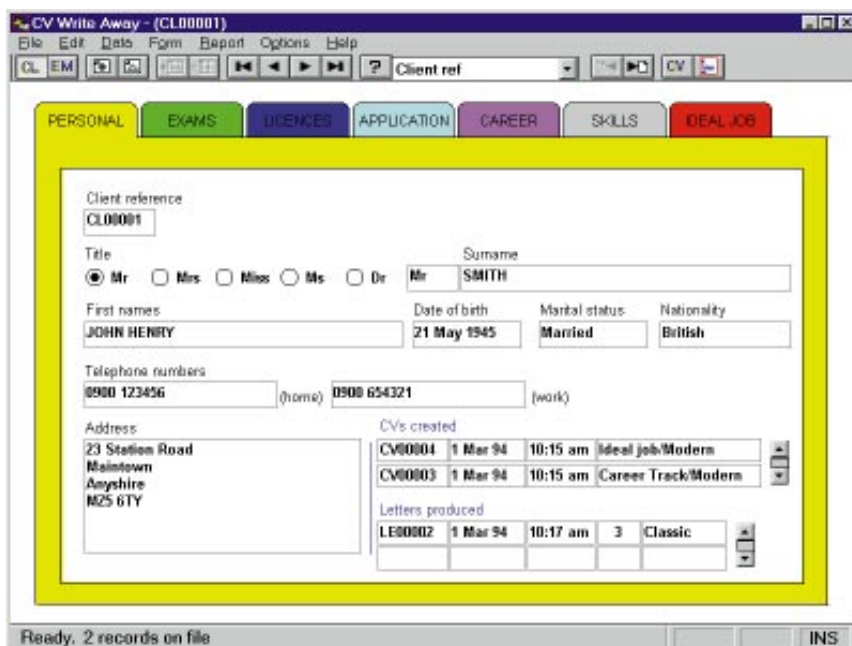 CV Write Away - (CL00001)
File Edit Data Form Report Options Help
CL EM ? Client ref CV
PERSONAL EXAMS LICENCES APPLICATION CAREER SKILLS IDEAL JOB
Client reference
CL00001
Title Surname
Mr Mrs Miss Ms Dr Mr SMITH
First names Date of birth Marital status Nationality
JOHN HENRY 21 May 1945 Married British
Telephone numbers
0900 123456 (home) 0900 654321 (work)
Address CVs created
23 Station Road CV00004 1 Mar 94 10:15 am Ideal job/Modern
Maintown CV00003 1 Mar 94 10:15 am Career Track/Modern
Anyshire
MZ5 6TY
Letters produced
LE00002 1 Mar 94 10:17 am 3 Classic
Ready. 2 records on file INS